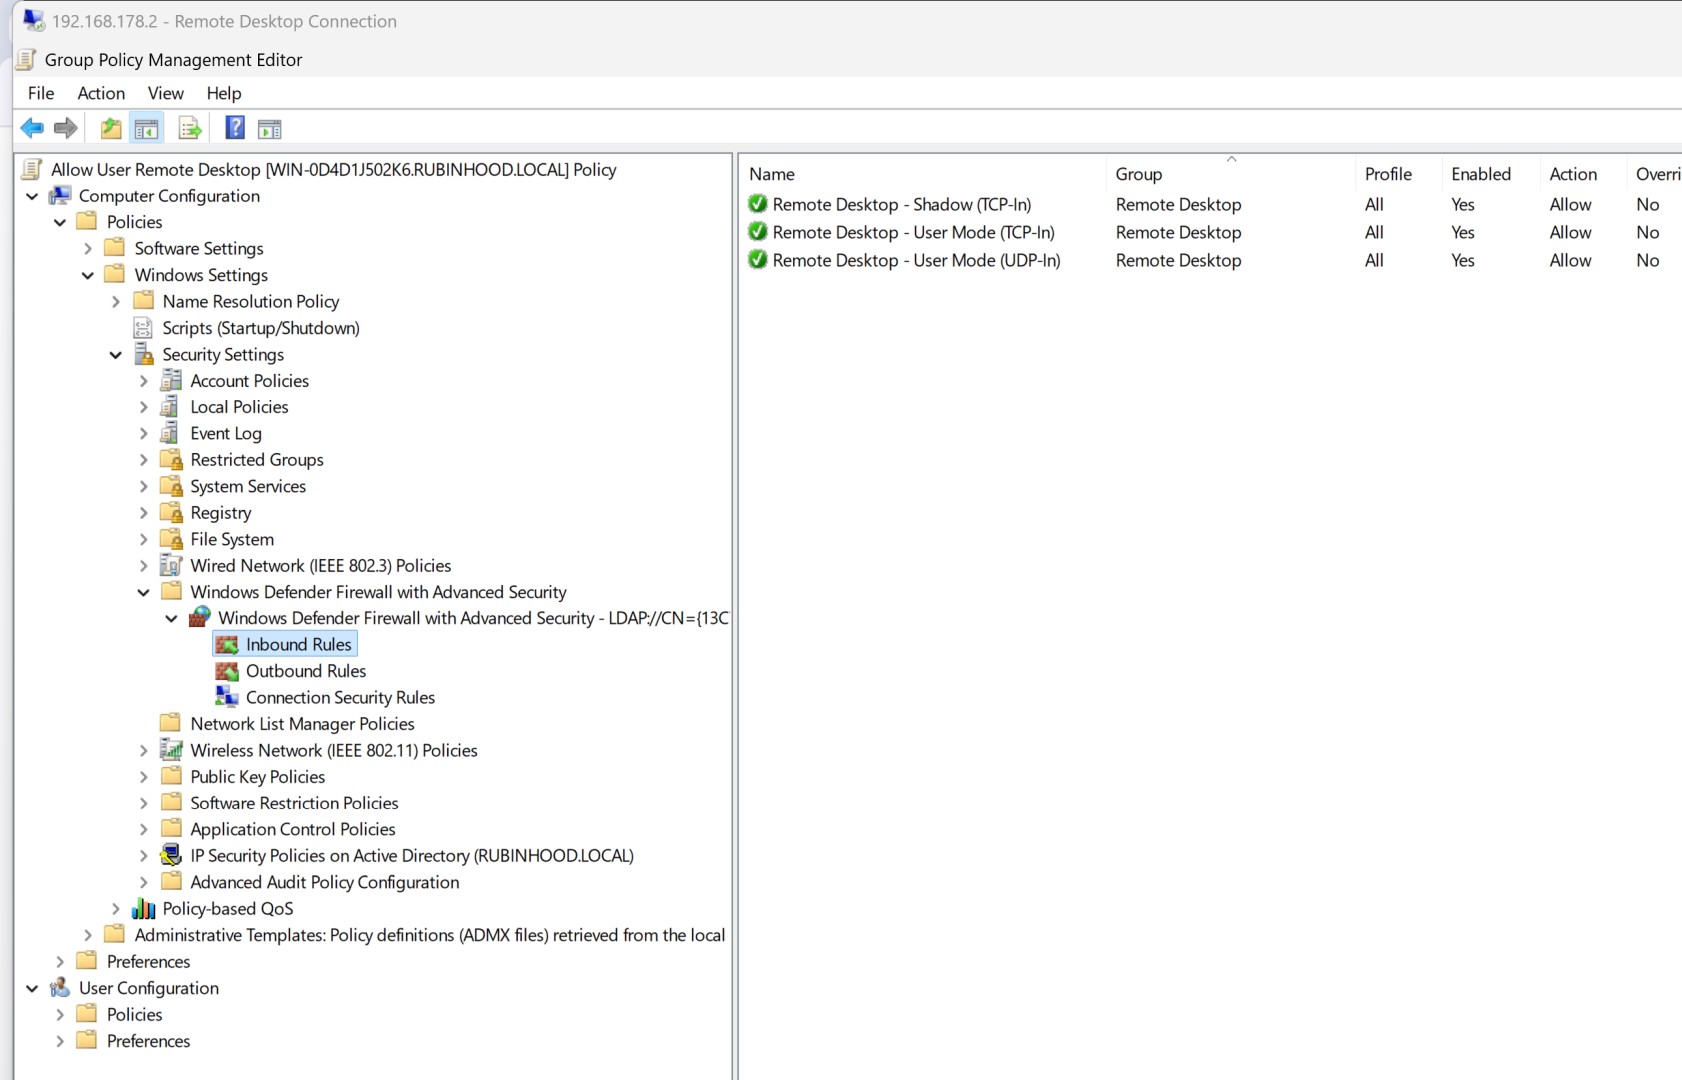 192.168.178.2 - Remote Desktop Connection
Group Policy Management Editor
File Action View Help
Allow User Remote Desktop [WIN-0D4D1J502K6.RUBINHOOD.LOCAL] Policy
Computer Configuration
Policies
Software Settings
Windows Settings
Name Resolution Policy
Scripts (Startup/Shutdown)
Security Settings
Account Policies
Local Policies
Event Log
Restricted Groups
System Services
Registry
File System
Wired Network (IEEE 802.3) Policies
Windows Defender Firewall with Advanced Security
Windows Defender Firewall with Advanced Security - LDAP://CN={13C
Inbound Rules
Outbound Rules
Connection Security Rules
Network List Manager Policies
Wireless Network (IEEE 802.11) Policies
Public Key Policies
Software Restriction Policies
Application Control Policies
IP Security Policies on Active Directory (RUBINHOOD.LOCAL)
Advanced Audit Policy Configuration
Policy-based QoS
Administrative Templates: Policy definitions (ADMX files) retrieved from the local
Preferences
User Configuration
Policies
Preferences
Name Group Profile Enabled Action Overri
Remote Desktop - Shadow (TCP-In) Remote Desktop All Yes Allow No
Remote Desktop - User Mode (TCP-In) Remote Desktop All Yes Allow No
Remote Desktop - User Mode (UDP-In) Remote Desktop All Yes Allow No